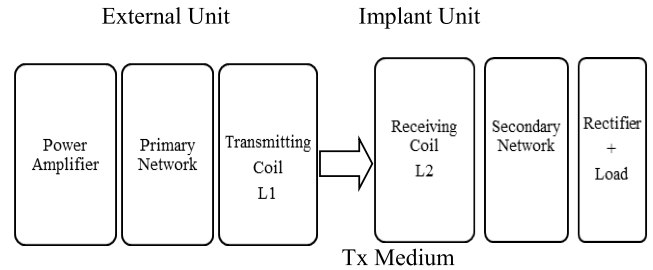 External Unit
Implant Unit
Power
Amplifier
Primary
Network
Transmitting
Coil
L1
Receiving
Coil
L2
Secondary
Network
Rectifier
+
Load
Tx Medium